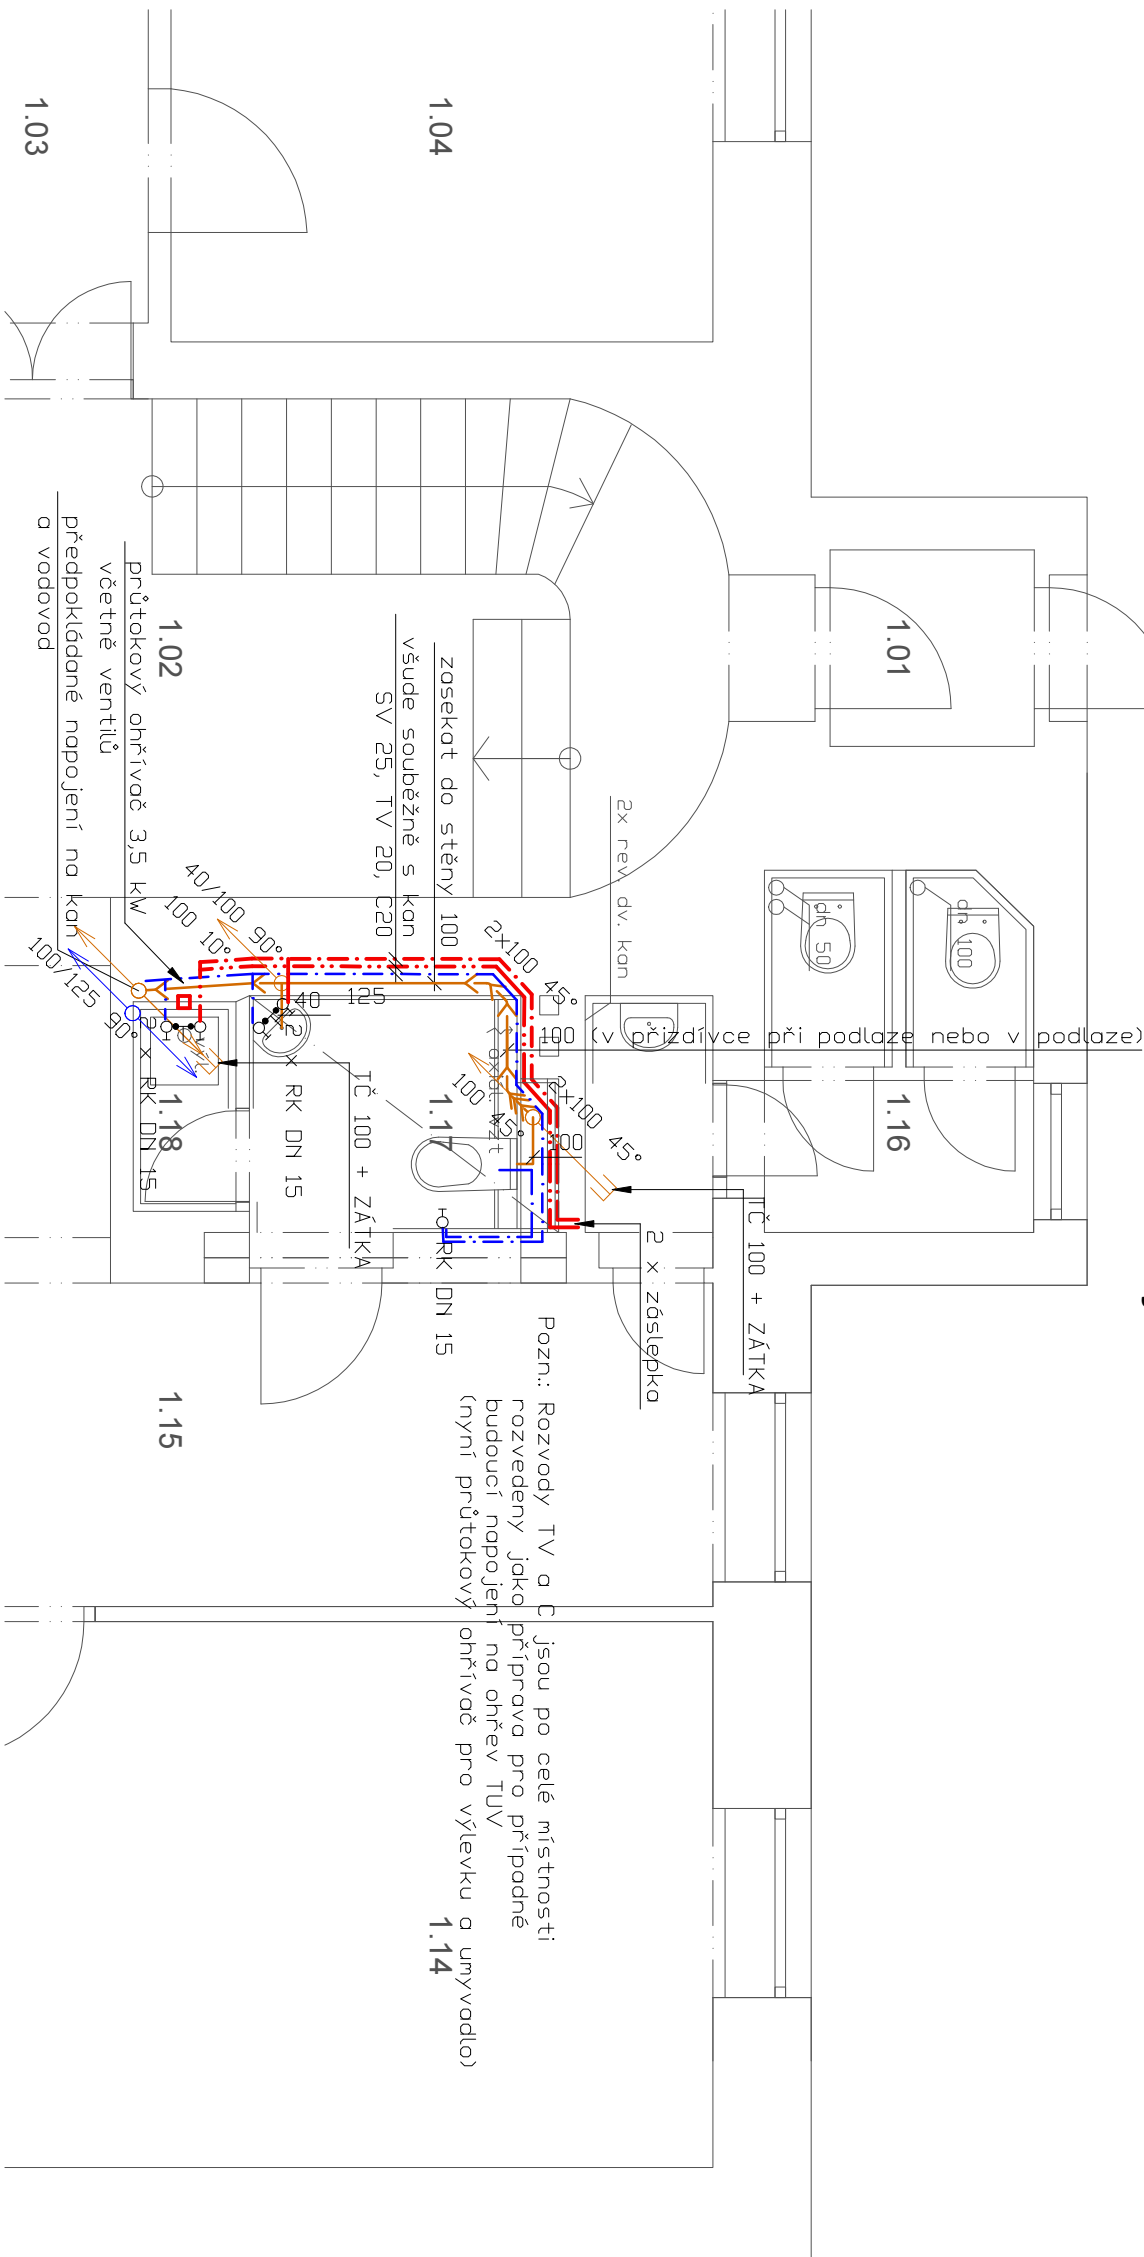 1.03
1.04
1.01
1.02
předpokládané napojení na kan
a vodovod
průtokový ohřívač 3,5 kW
včetně ventilů
zasekat do stěny
všude souběžně s kan
SV 25, TV 20, C20
2x rev. dv. kan
dn 50
dn 100
40/100 90°
100 10°
100
2×100 45°
100/125 90°
125
40
100 (v přizdívce při podlaze nebo v podlaze)
100 45°
2×100 45°
100
2 x RK DN 15
2 x RK DN 15
RK DN 15
1.16
1.17
1.18
TČ 100 + ZÁTKA
TČ 100 + ZÁTKA
2 x záslepka
1.15
Pozn.: Rozvody TV a C jsou po celé místnosti
rozvedeny jako příprava pro případné
budoucí napojení na ohřev TUV
(nyní průtokový ohřívač pro výlevku a umyvadlo)
1.14